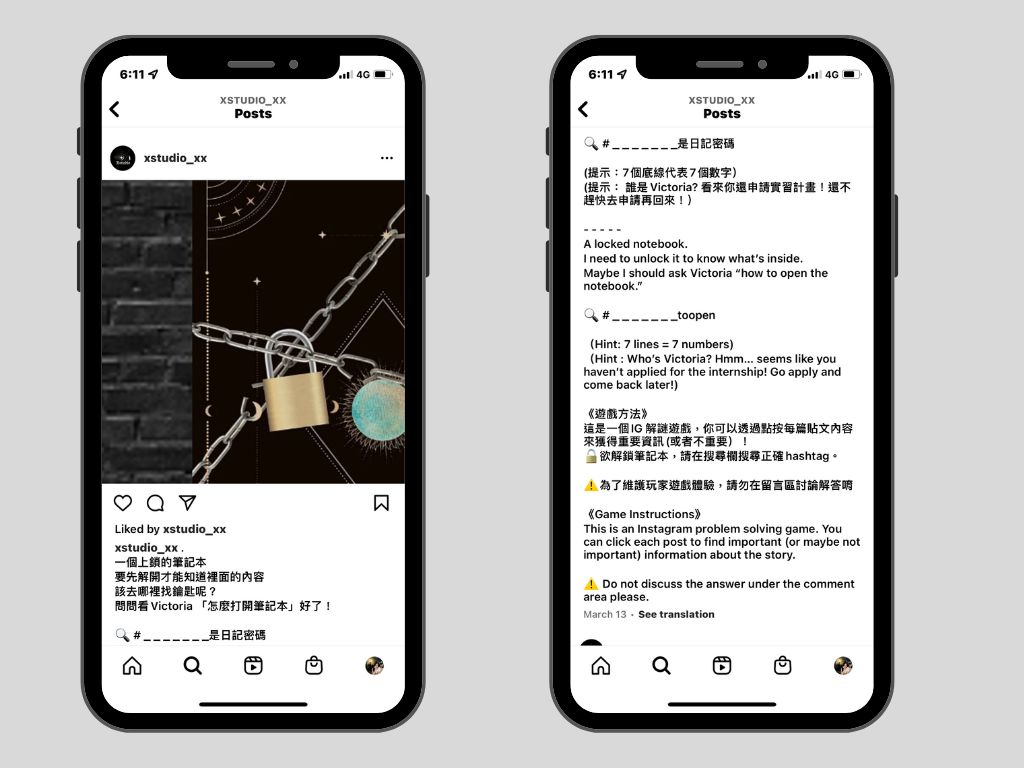 6:11
4G
XSTUDIO_XX
Posts
xstudio_xx
Liked by xstudio_xx
xstudio_xx .
一個上鎖的筆記本
要先解開才能知道裡面的內容
該去哪裡找鑰匙呢？
問問看 Victoria 「怎麼打開筆記本」好了！
🔍 # _ _ _ _ _ _ _是日記密碼
6:11
4G
XSTUDIO_XX
Posts
🔍 # _ _ _ _ _ _ _是日記密碼
(提示：7個底線代表7個數字)
(提示： 誰是 Victoria? 看來你還申請實習計畫！還不
趕快去申請再回來！)
- - - - -
A locked notebook.
I need to unlock it to know what’s inside.
Maybe I should ask Victoria “how to open the
notebook.”
🔍 # _ _ _ _ _ _ _toopen
（Hint: 7 lines = 7 numbers)
（Hint : Who’s Victoria? Hmm... seems like you
haven’t applied for the internship! Go apply and
come back later!)
《遊戲方法》
這是一個 IG 解謎遊戲，你可以透過點按每篇貼文內容
來獲得重要資訊 (或者不重要） ！
🔒欲解鎖筆記本，請在搜尋欄搜尋正確 hashtag。
⚠️為了維護玩家遊戲體驗，請勿在留言區討論解答唷
《Game Instructions》
This is an Instagram problem solving game. You
can click each post to find important (or maybe not
important) information about the story.
⚠️ Do not discuss the answer under the comment
area please.
March 13 · See translation